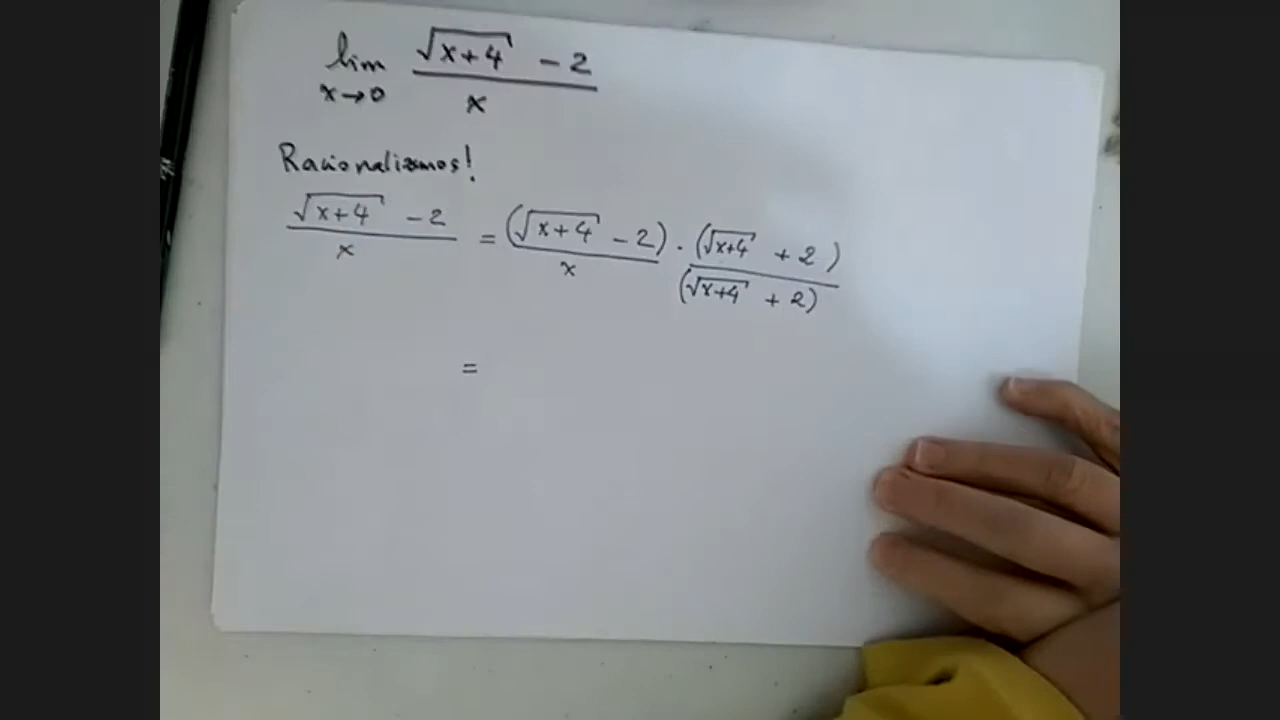 lim x→0 (√(x+4) - 2)/x
Racionalizamos!
(√(x+4) - 2)/x = (√(x+4) - 2)/x · (√(x+4) + 2)/(√(x+4) + 2)
=